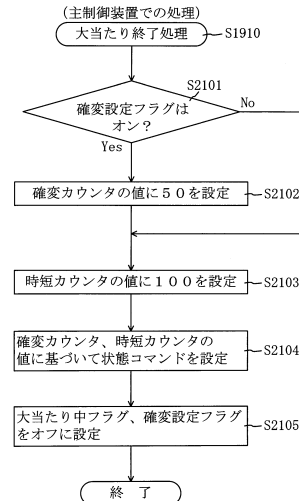 (主制御装置での処理)
大当たり終了処理
S1910
S2101
確変設定フラグは
オン？
No
Yes
確変カウンタの値に５０を設定
S2102
時短カウンタの値に１００を設定
S2103
確変カウンタ、時短カウンタの
値に基づいて状態コマンドを設定
S2104
大当たり中フラグ、確変設定フラグ
をオフに設定
S2105
終 了